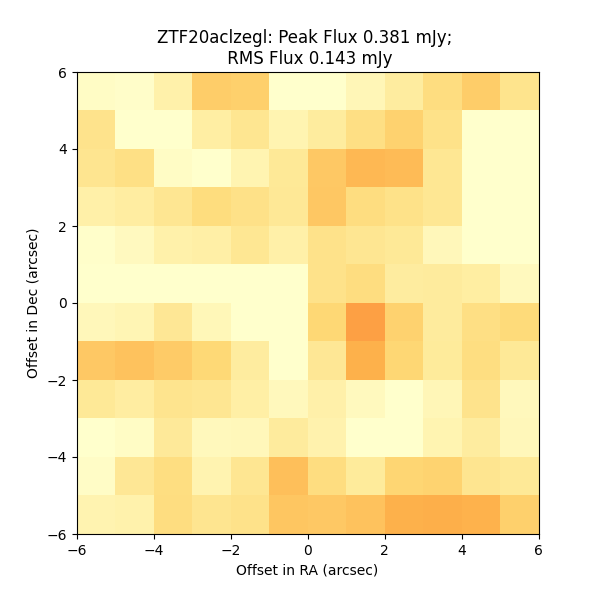 ZTF20aclzegl: Peak Flux 0.381 mJy;
RMS Flux 0.143 mJy
6
4
2
0
−2
−4
−6
Offset in Dec (arcsec)
−6 −4 −2 0 2 4 6
Offset in RA (arcsec)